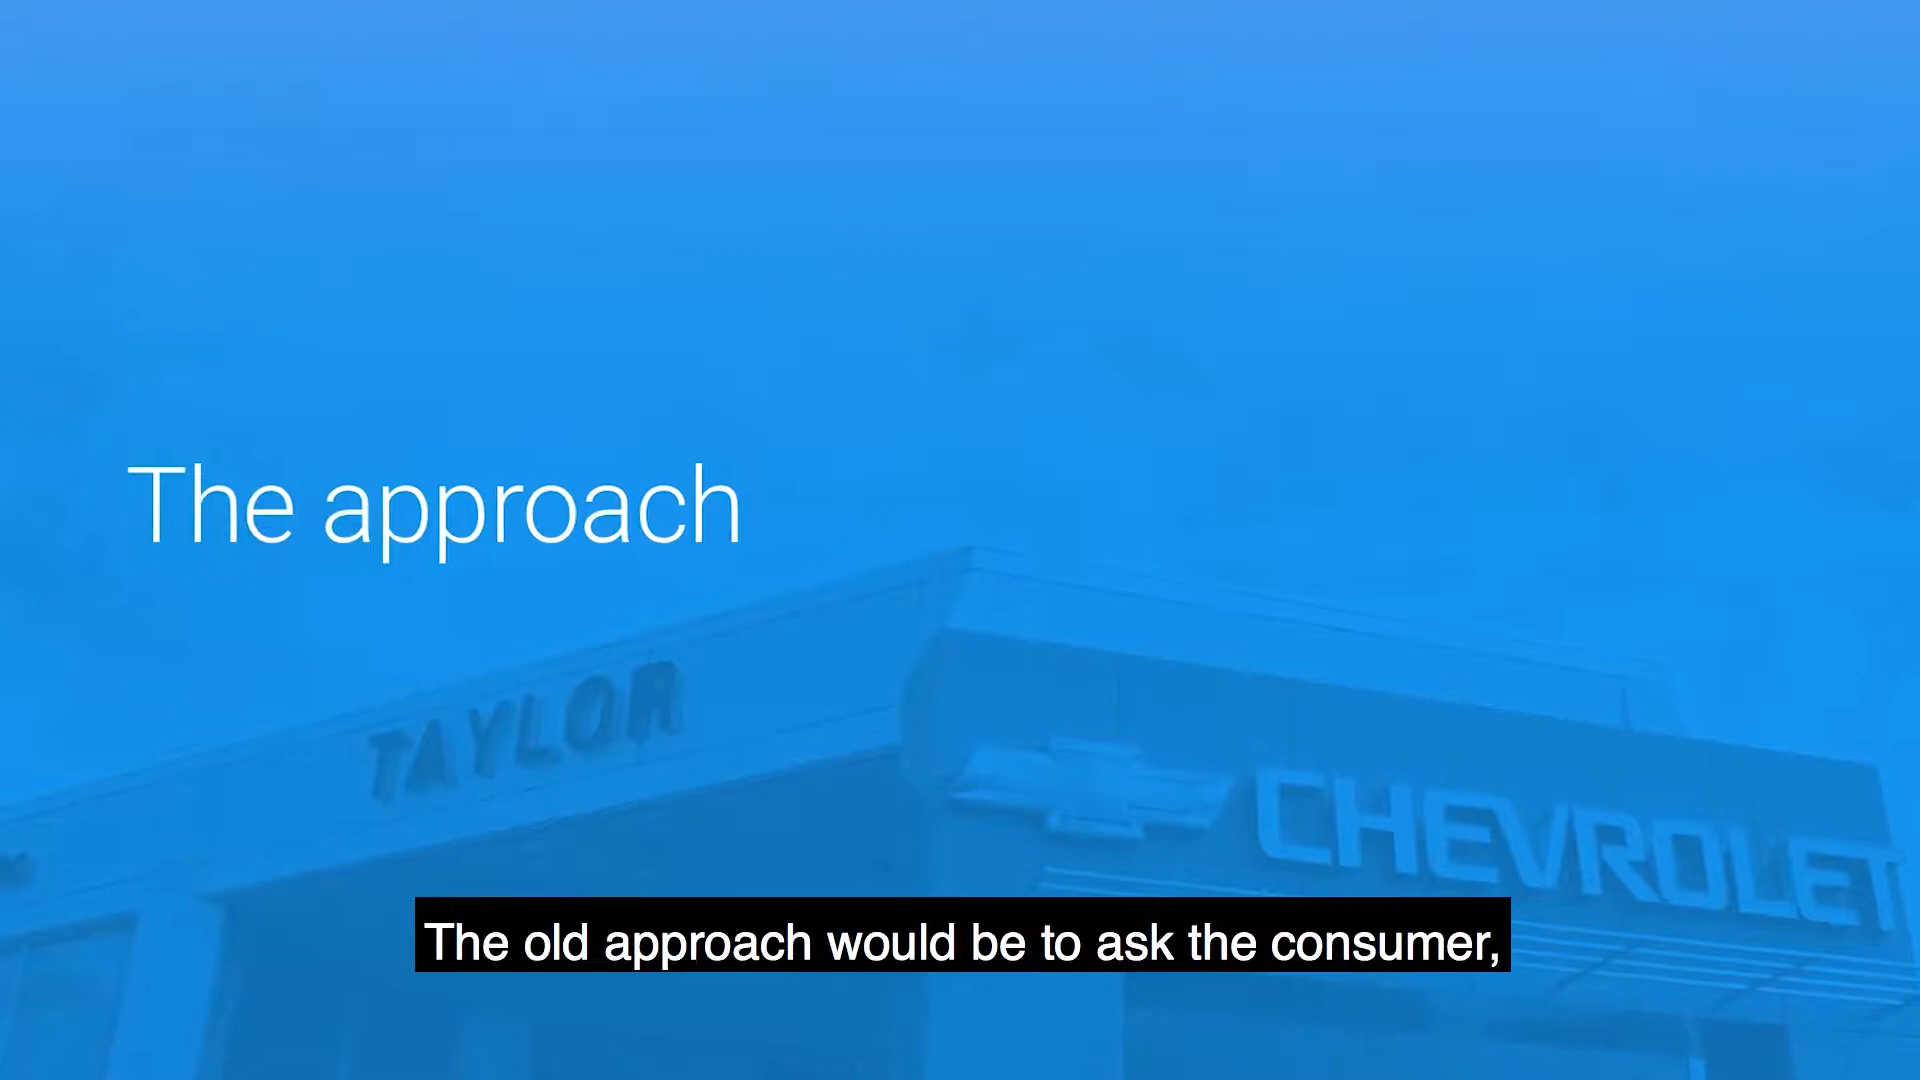 The approach
TAYLOR
CHEVROLET
The old approach would be to ask the consumer,